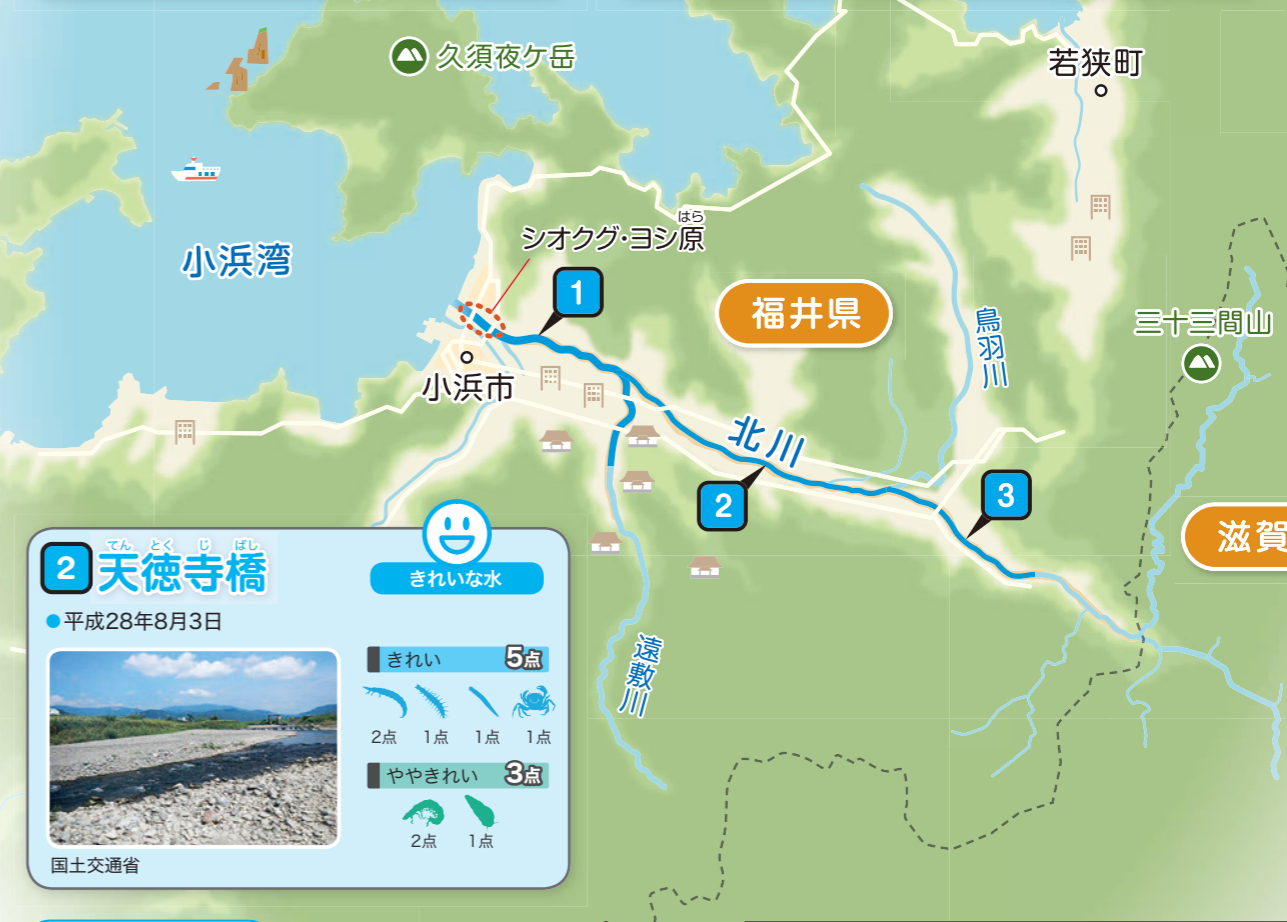 久須夜ケ岳
若狭町
はら
シオクグ・ヨシ原
小浜湾
1
福井県
鳥羽川
三十三間山
小浜市
北川
2
3
滋賀
遠敷川
てん とく じ ばし
2 天徳寺橋
きれいな水
●平成28年8月3日
きれい 5点
2点 1点 1点 1点
ややきれい 3点
2点 1点
国土交通省